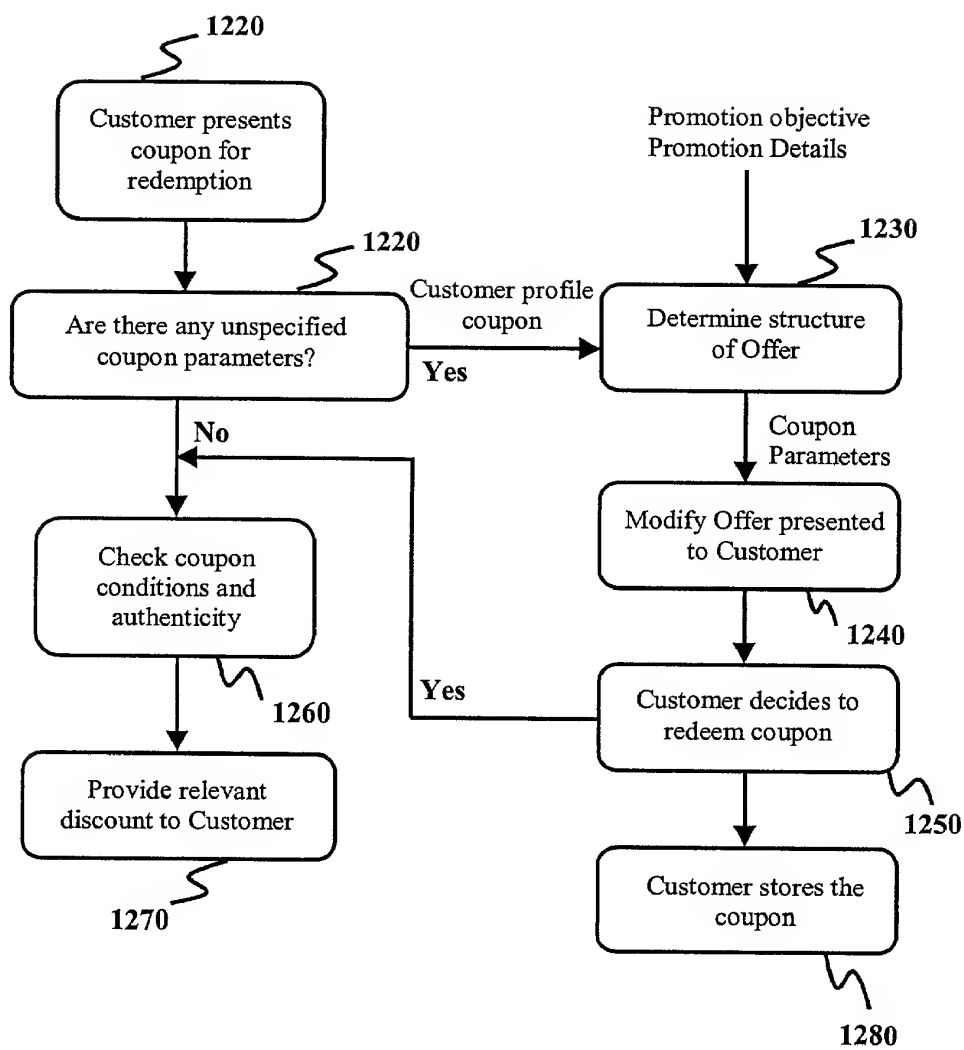 1220
Customer presents
coupon for
redemption
1220
Are there any unspecified
coupon parameters?
Customer profile
coupon
Yes
Promotion objective
Promotion Details
1230
Determine structure
of Offer
Coupon
Parameters
No
Modify Offer presented
to Customer
1240
Check coupon
conditions and
authenticity
1260
Yes
Customer decides to
redeem coupon
1250
Provide relevant
discount to Customer
1270
Customer stores the
coupon
1280